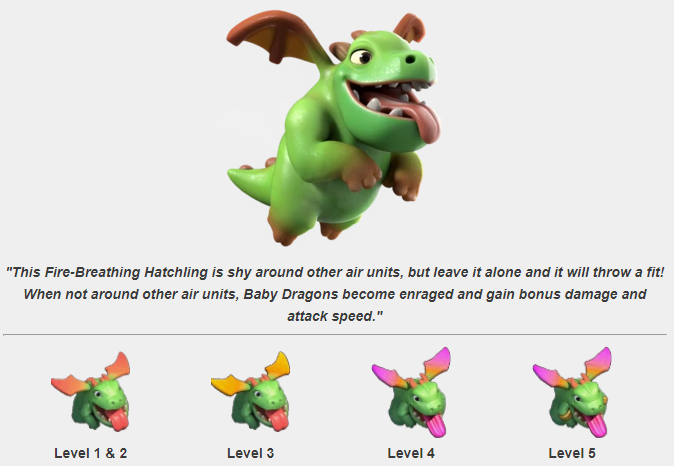 "This Fire-Breathing Hatchling is shy around other air units, but leave it alone and it will throw a fit!
When not around other air units, Baby Dragons become enraged and gain bonus damage and
attack speed."
Level 1 & 2
Level 3
Level 4
Level 5